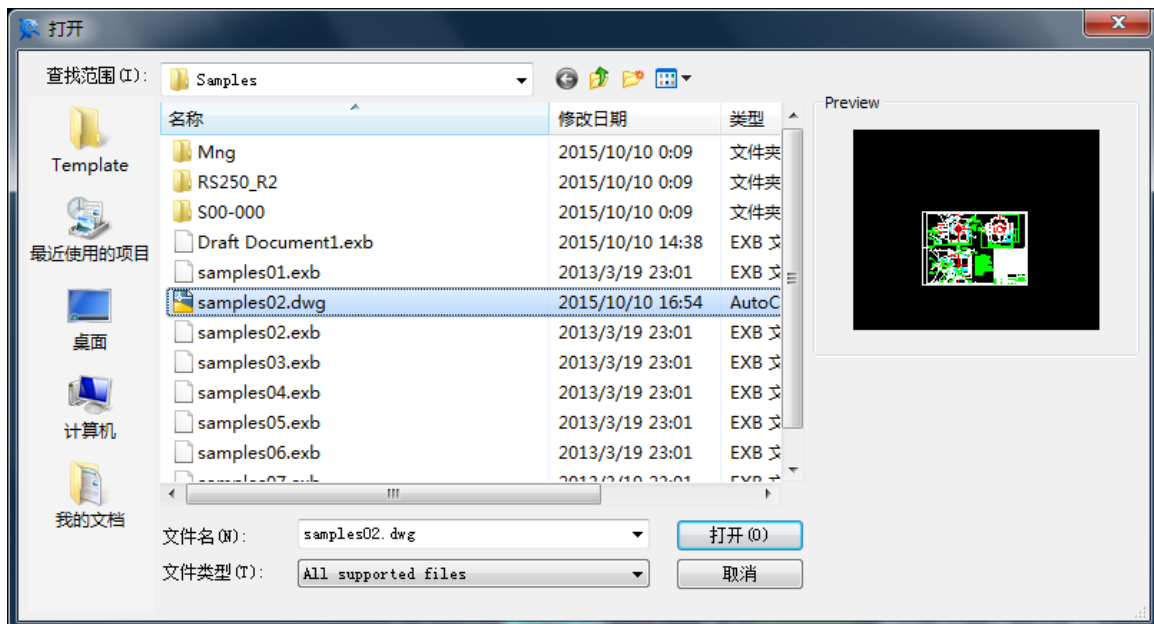 打开
查找范围(I):
Samples
Preview
名称 修改日期 类型
Template
最近使用的项目
桌面
计算机
我的文档
Mng 2015/10/10 0:09 文件夹
RS250_R2 2015/10/10 0:09 文件夹
S00-000 2015/10/10 0:09 文件夹
Draft Document1.exb 2015/10/10 14:38 EXB 文
samples01.exb 2013/3/19 23:01 EXB 文
samples02.dwg 2015/10/10 16:54 AutoC
samples02.exb 2013/3/19 23:01 EXB 文
samples03.exb 2013/3/19 23:01 EXB 文
samples04.exb 2013/3/19 23:01 EXB 文
samples05.exb 2013/3/19 23:01 EXB 文
samples06.exb 2013/3/19 23:01 EXB 文
文件名(N): samples02.dwg 打开(O)
文件类型(T): All supported files 取消